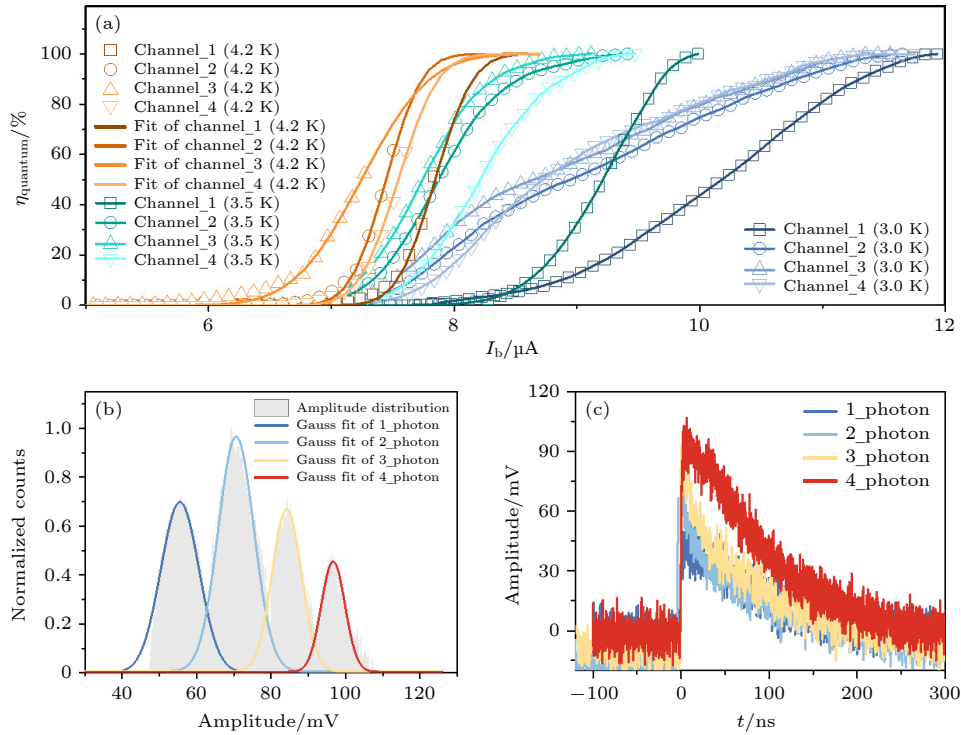 (a)
Channel_1 (4.2 K)
Channel_2 (4.2 K)
Channel_3 (4.2 K)
Channel_4 (4.2 K)
Fit of channel_1 (4.2 K)
Fit of channel_2 (4.2 K)
Fit of channel_3 (4.2 K)
Fit of channel_4 (4.2 K)
Channel_1 (3.5 K)
Channel_2 (3.5 K)
Channel_3 (3.5 K)
Channel_4 (3.5 K)
Channel_1 (3.0 K)
Channel_2 (3.0 K)
Channel_3 (3.0 K)
Channel_4 (3.0 K)
100
80
60
40
20
0
ηquantum/%
6
8
10
12
Ib/µA
(b)
Amplitude distribution
Gauss fit of 1_photon
Gauss fit of 2_photon
Gauss fit of 3_photon
Gauss fit of 4_photon
1.0
0.8
0.6
0.4
0.2
0
Normalized counts
40
60
80
100
120
Amplitude/mV
(c)
1_photon
2_photon
3_photon
4_photon
120
90
60
30
0
Amplitude/mV
−100
0
100
200
300
t/ns